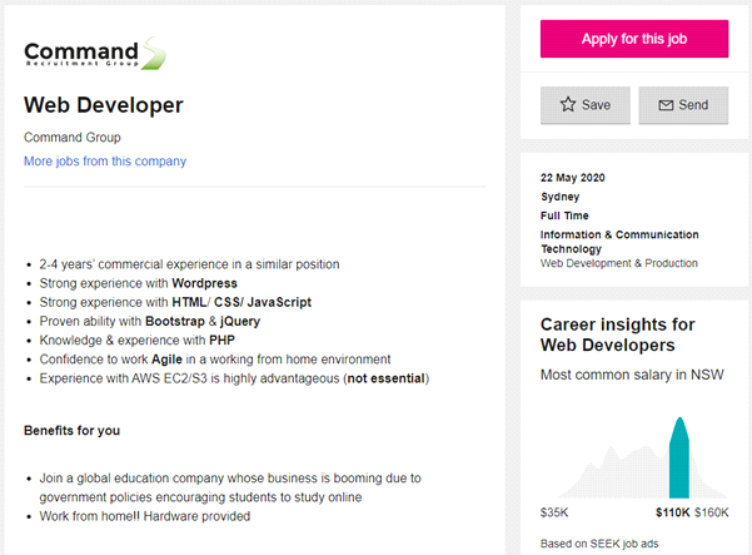 Command
Recruitment Group
Web Developer
Command Group
More jobs from this company
• 2-4 years' commercial experience in a similar position
• Strong experience with Wordpress
• Strong experience with HTML/ CSS/ JavaScript
• Proven ability with Bootstrap & jQuery
• Knowledge & experience with PHP
• Confidence to work Agile in a working from home environment
• Experience with AWS EC2/S3 is highly advantageous (not essential)
Benefits for you
• Join a global education company whose business is booming due to
government policies encouraging students to study online
• Work from home!! Hardware provided
Apply for this job
Save
Send
22 May 2020
Sydney
Full Time
Information & Communication
Technology
Web Development & Production
Career insights for
Web Developers
Most common salary in NSW
$35K $110K $160K
Based on SEEK job ads